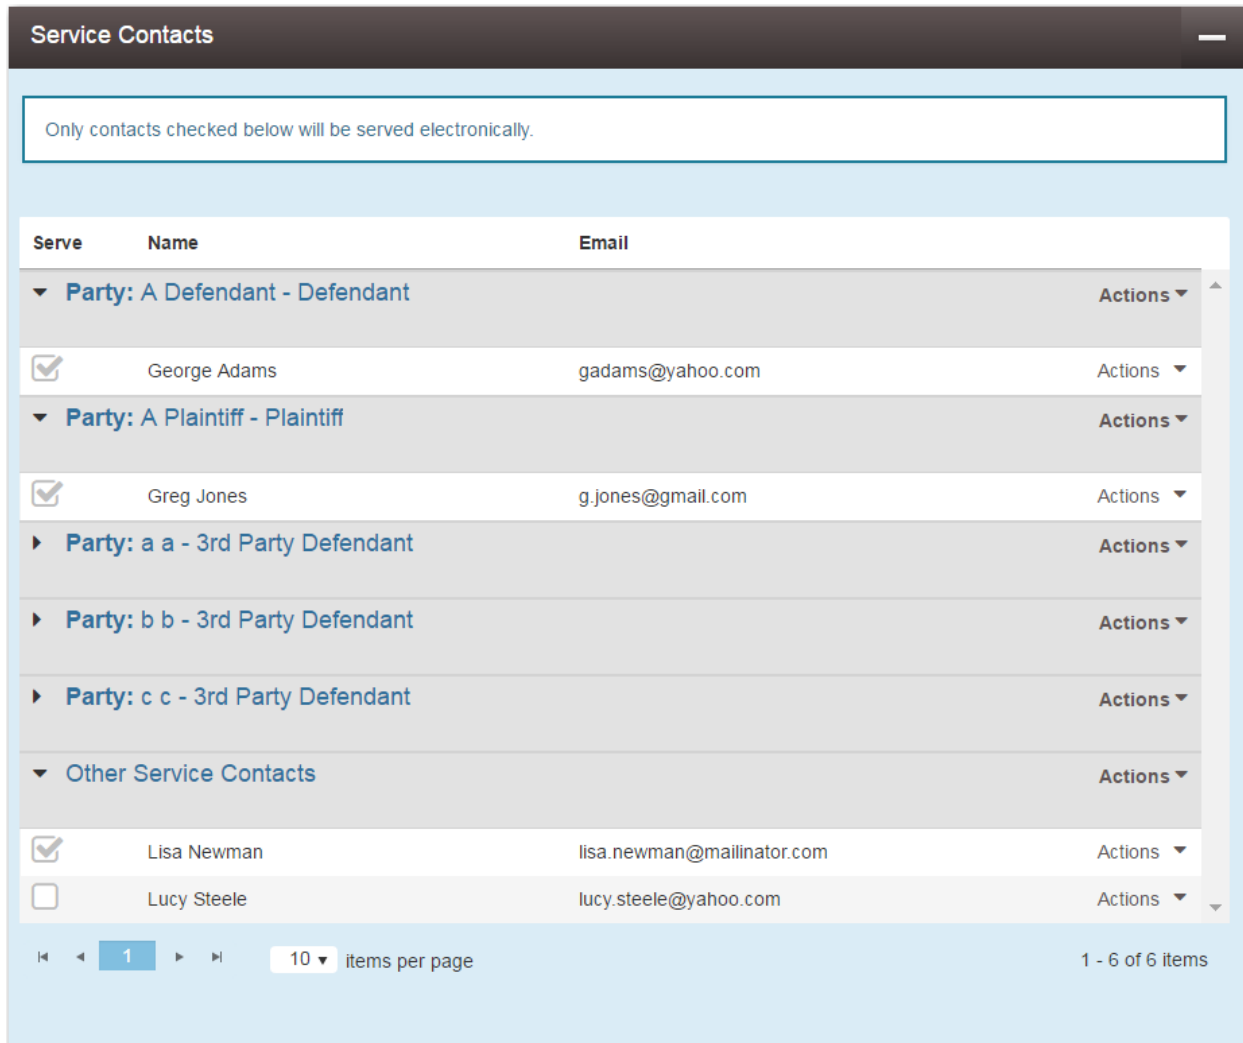 Service Contacts
Only contacts checked below will be served electronically.
Serve Name Email
Party: A Defendant - Defendant Actions
George Adams gadams@yahoo.com Actions
Party: A Plaintiff - Plaintiff Actions
Greg Jones g.jones@gmail.com Actions
Party: a a - 3rd Party Defendant Actions
Party: b b - 3rd Party Defendant Actions
Party: c c - 3rd Party Defendant Actions
Other Service Contacts Actions
Lisa Newman lisa.newman@mailinator.com Actions
Lucy Steele lucy.steele@yahoo.com Actions
1 10 items per page 1 - 6 of 6 items